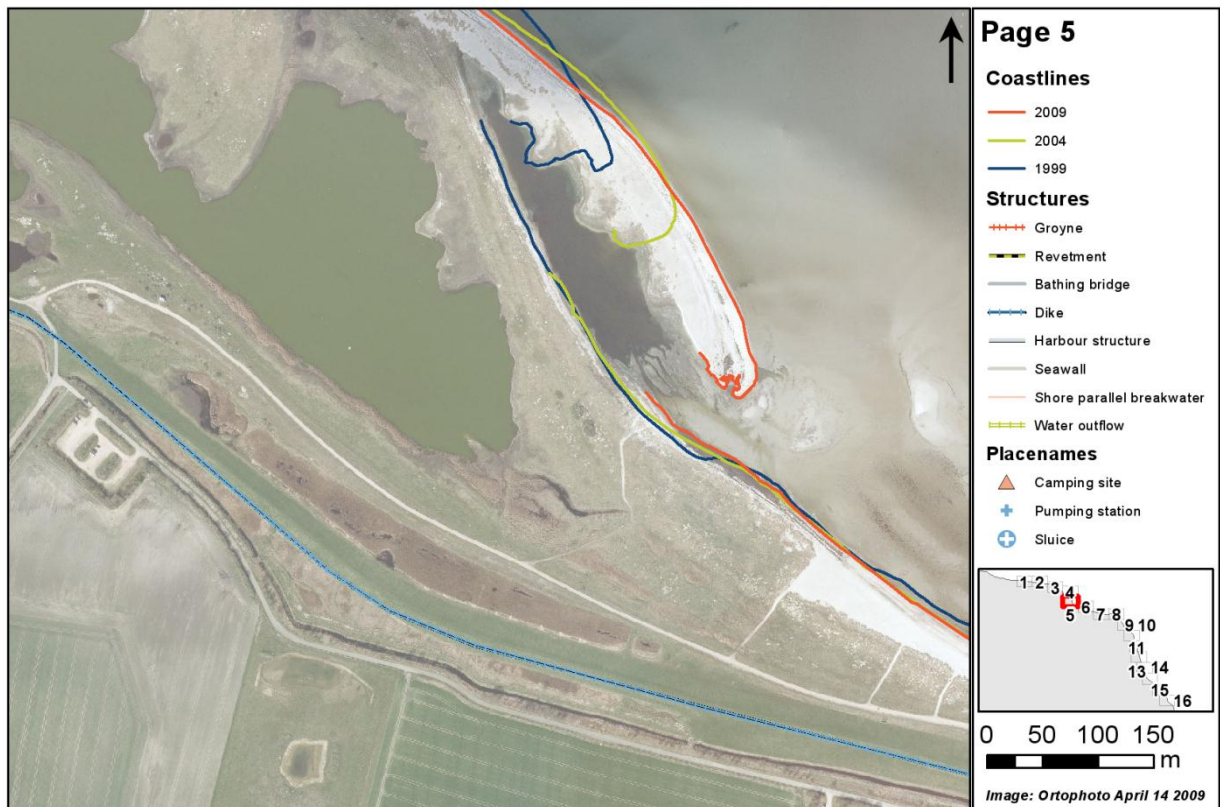 Page 5
Coastlines
2009
2004
1999
Structures
Groyne
Revetment
Bathing bridge
Dike
Harbour structure
Seawall
Shore parallel breakwater
Water outflow
Placenames
Camping site
Pumping station
Sluice
1 2 3 4 5 6 7 8 9 10 11 13 14 15 16
0 50 100 150
m
Image: Ortophoto April 14 2009